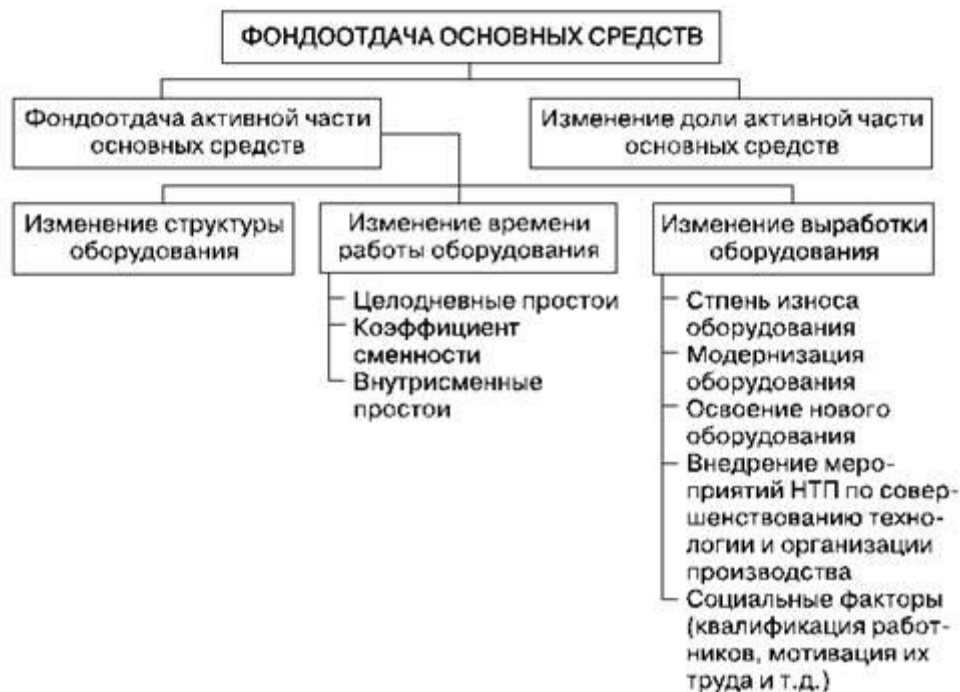 ФОНДООТДАЧА ОСНОВНЫХ СРЕДСТВ
Фондоотдача активной части
основных средств
Изменение доли активной части
основных средств
Изменение структуры
оборудования
Изменение времени
работы оборудования
Целодневные простои
Коэффициент
сменности
Внутрисменные
простои
Изменение выработки
оборудования
Стпень износа
оборудования
Модернизация
оборудования
Освоение нового
оборудования
Внедрение меро-
приятий НТП по совер-
шенствованию техно-
логии и организации
производства
Социальные факторы
(квалификация работ-
ников, мотивация их
труда и т.д.)